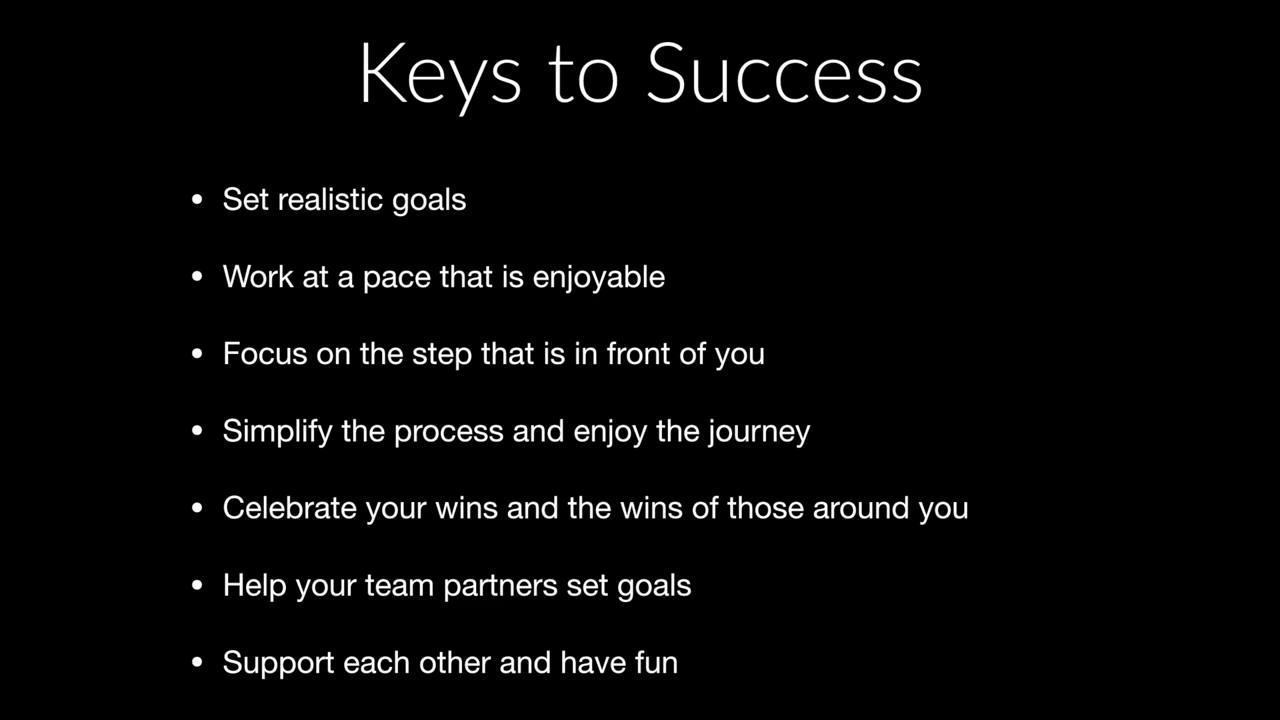 Keys to Success
• Set realistic goals
• Work at a pace that is enjoyable
• Focus on the step that is in front of you
• Simplify the process and enjoy the journey
• Celebrate your wins and the wins of those around you
• Help your team partners set goals
• Support each other and have fun